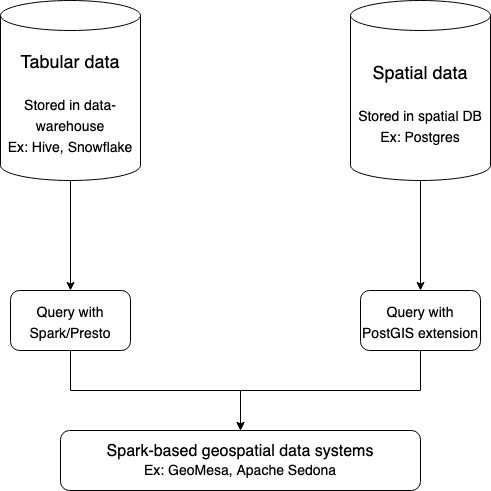 Tabular data
Stored in data-
warehouse
Ex: Hive, Snowflake
Spatial data
Stored in spatial DB
Ex: Postgres
Query with
Spark/Presto
Query with
PostGIS extension
Spark-based geospatial data systems
Ex: GeoMesa, Apache Sedona